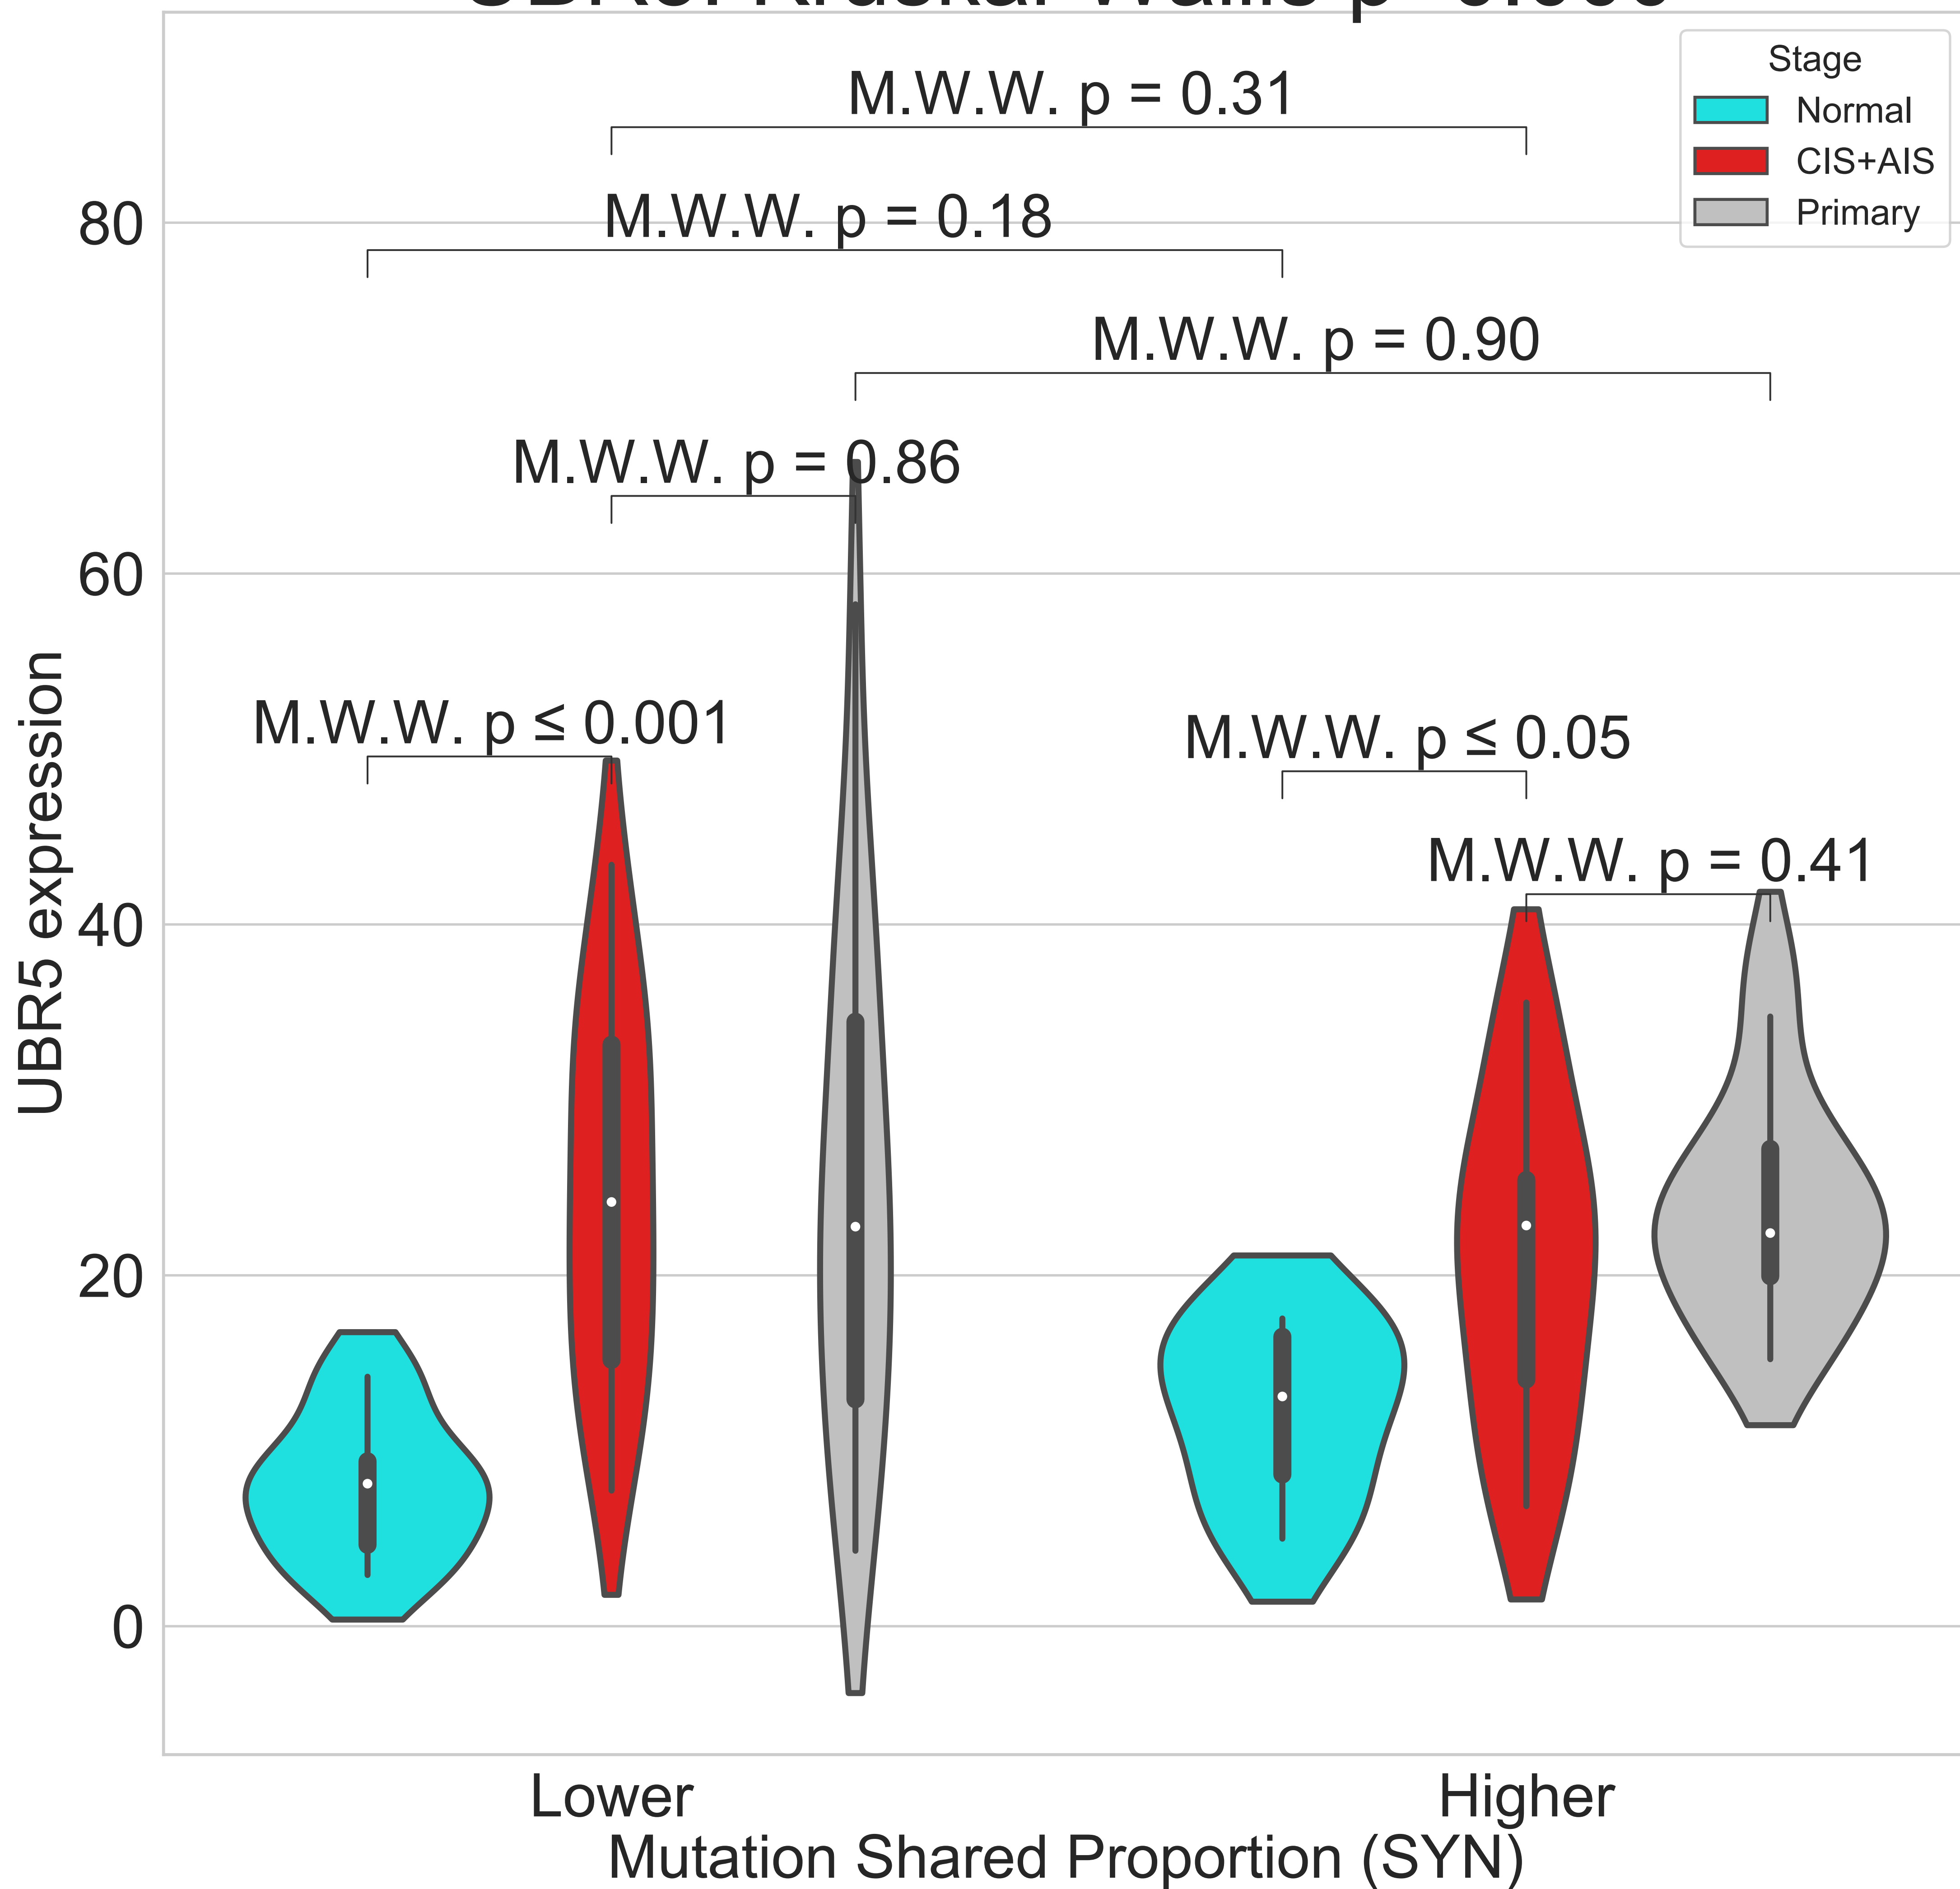 Stage
Normal
CIS+AIS
Primary
M.W.W. p = 0.31
M.W.W. p = 0.18
M.W.W. p = 0.90
M.W.W. p = 0.86
M.W.W. p ≤ 0.001
M.W.W. p ≤ 0.05
M.W.W. p = 0.41
UBR5 expression
80
60
40
20
0
Lower
Higher
Mutation Shared Proportion (SYN)